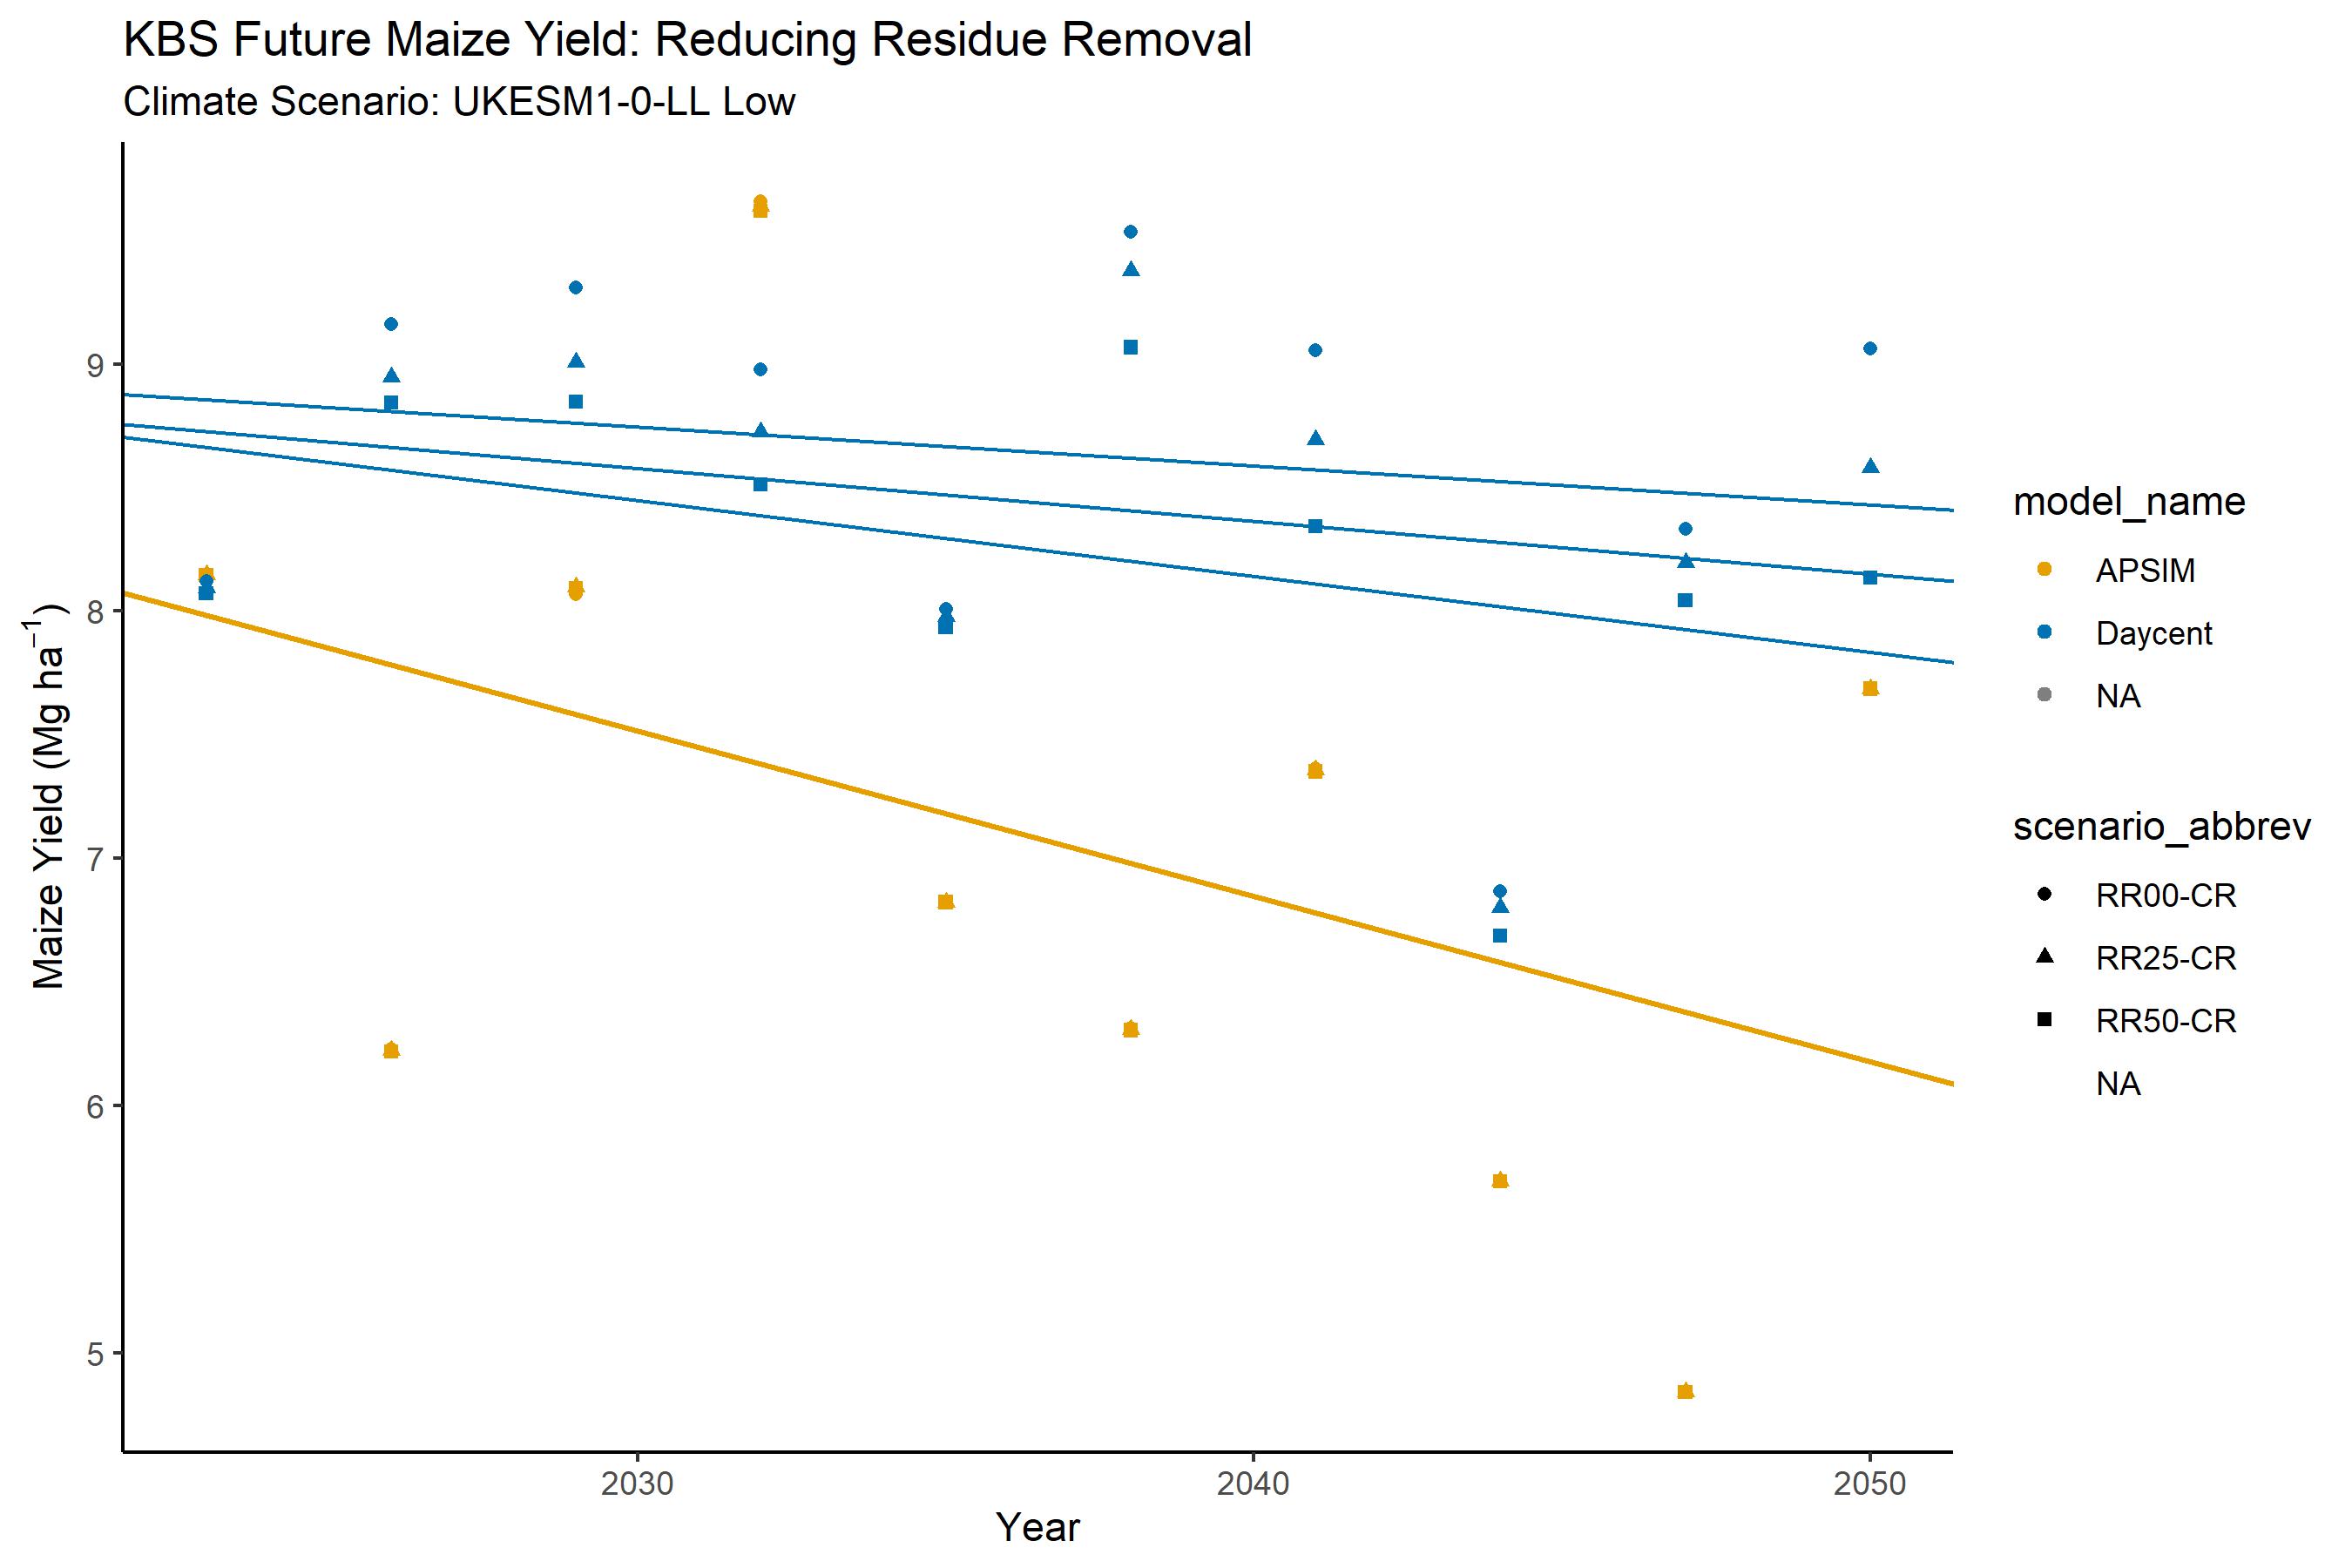 KBS Future Maize Yield: Reducing Residue Removal
Climate Scenario: UKESM1-0-LL Low
Maize Yield (Mg ha⁻¹)
9
8
7
6
5
2030
2040
2050
Year
model_name
APSIM
Daycent
NA
scenario_abbrev
RR00-CR
RR25-CR
RR50-CR
NA